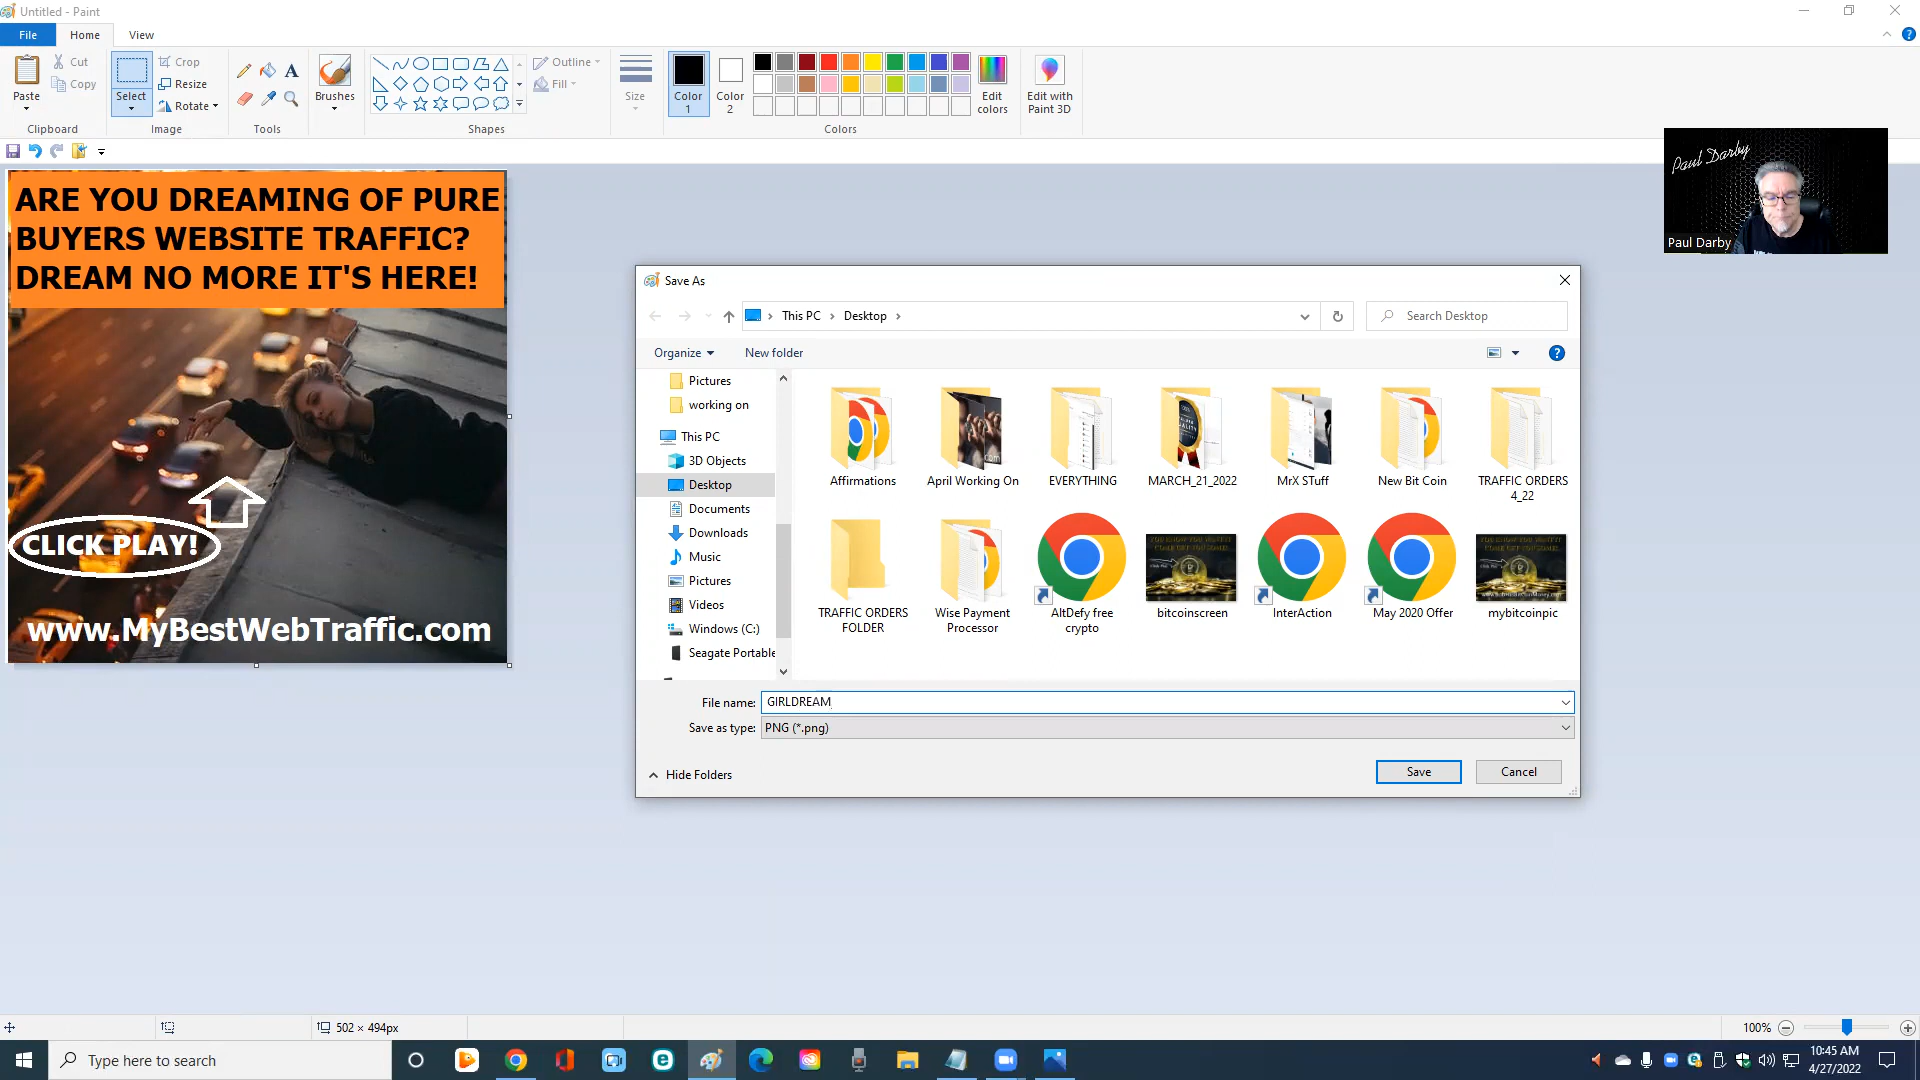 Untitled - Paint
File
Home
View
Paste
Cut
Copy
Clipboard
Select
Crop
Resize
Rotate
Image
Tools
Brushes
Shapes
Outline
Fill
Size
Color 1
Color 2
Colors
Edit colors
Edit with Paint 3D
ARE YOU DREAMING OF PURE
BUYERS WEBSITE TRAFFIC?
DREAM NO MORE IT'S HERE!
CLICK PLAY!
www.MyBestWebTraffic.com
Paul Darby
Paul Darby
Save As
This PC
Desktop
Search Desktop
Organize
New folder
Pictures
working on
This PC
3D Objects
Desktop
Documents
Downloads
Music
Pictures
Videos
Windows (C:)
Seagate Portable
Affirmations
April Working On
EVERYTHING
MARCH_21_2022
MrX STuff
New Bit Coin
TRAFFIC ORDERS
4_22
TRAFFIC ORDERS
FOLDER
Wise Payment
Processor
AltDefy free
crypto
bitcoinscreen
InterAction
May 2020 Offer
mybitcoinpic
File name: GIRLDREAM
Save as type: PNG (*.png)
Hide Folders
Save
Cancel
502 × 494px
100%
Type here to search
10:45 AM
4/27/2022